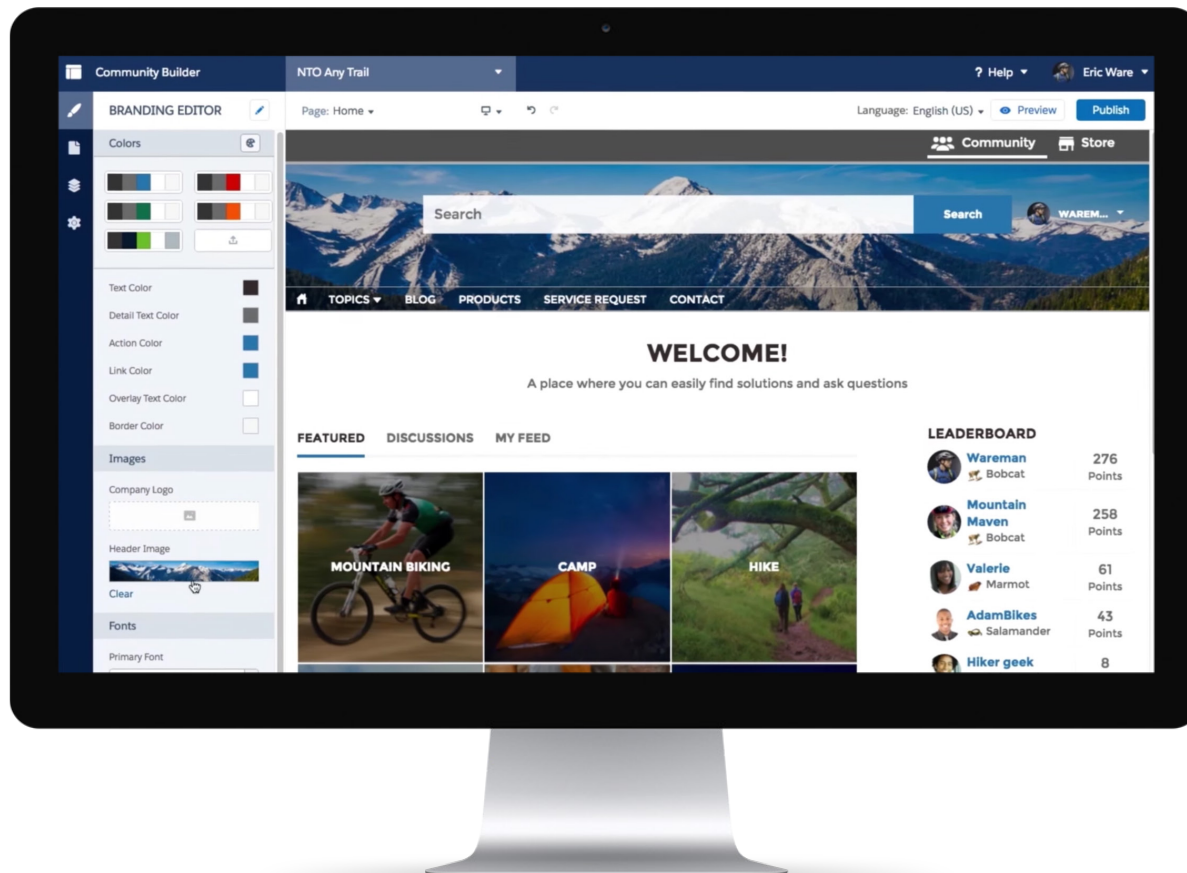 Community Builder
NTO Any Trail
? Help
Eric Ware
BRANDING EDITOR
Page: Home
Language: English (US)
Preview
Publish
Colors
Text Color
Detail Text Color
Action Color
Link Color
Overlay Text Color
Border Color
Images
Company Logo
Header Image
Clear
Fonts
Primary Font
Community
Store
Search
Search
WAREM...
TOPICS
BLOG
PRODUCTS
SERVICE REQUEST
CONTACT
WELCOME!
A place where you can easily find solutions and ask questions
FEATURED
DISCUSSIONS
MY FEED
MOUNTAIN BIKING
CAMP
HIKE
LEADERBOARD
Wareman
Bobcat
276
Points
Mountain
Maven
Bobcat
258
Points
Valerie
Marmot
61
Points
AdamBikes
Salamander
43
Points
Hiker geek
8